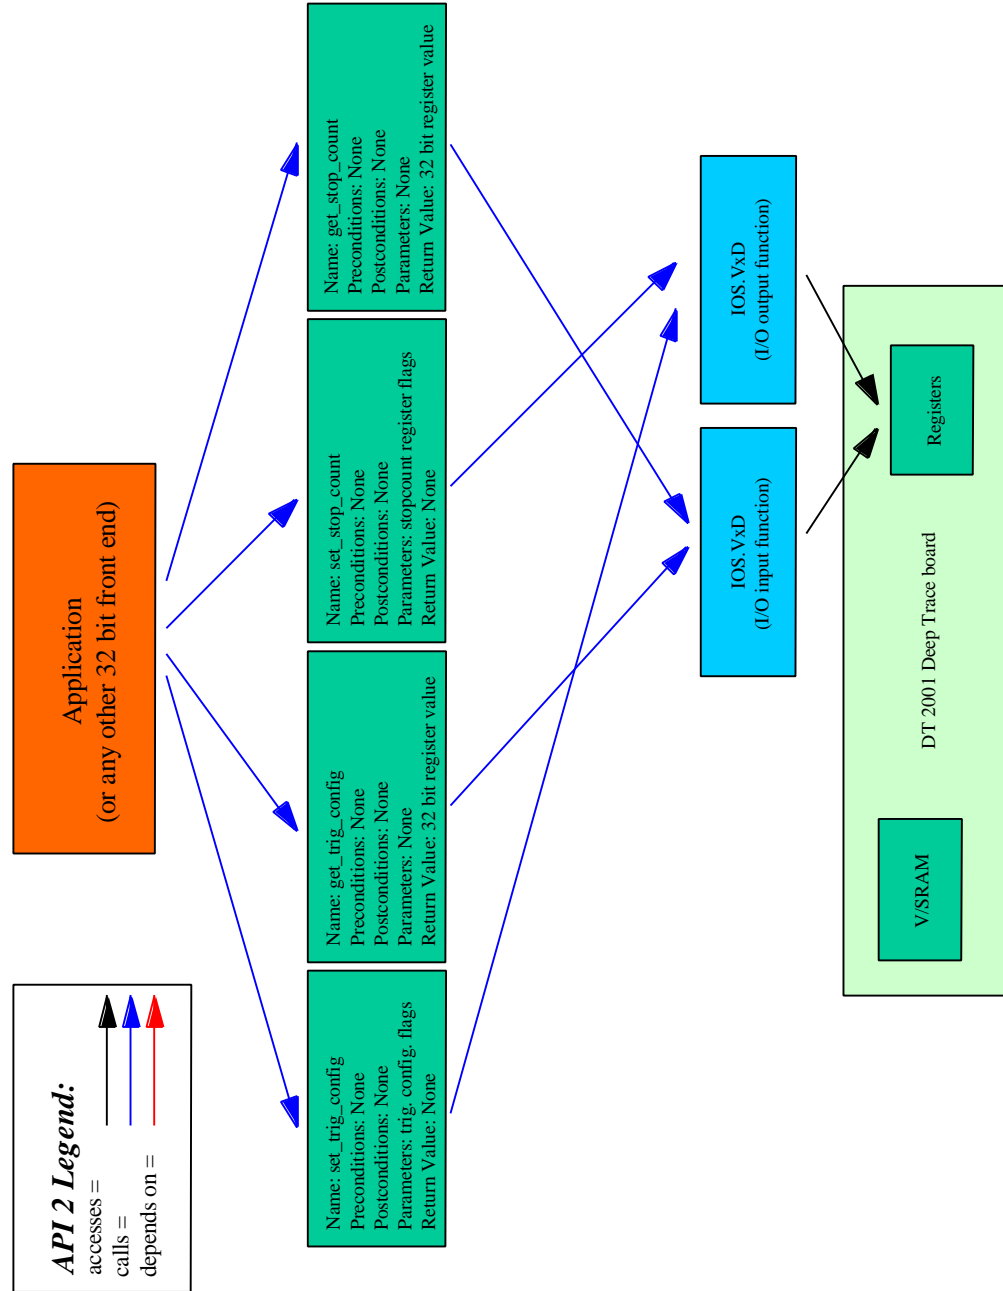 API 2 Legend:
accesses =
calls =
depends on =
Application
(or any other 32 bit front end)
Name: set_trig_config
Preconditions: None
Postconditions: None
Parameters: trig. config. flags
Return Value: None
Name: get_trig_config
Preconditions: None
Postconditions: None
Parameters: None
Return Value: 32 bit register value
Name: set_stop_count
Preconditions: None
Postconditions: None
Parameters: stopcount register flags
Return Value: None
Name: get_stop_count
Preconditions: None
Postconditions: None
Parameters: None
Return Value: 32 bit register value
IOS.VxD
(I/O input function)
IOS.VxD
(I/O output function)
V/SRAM
DT 2001 Deep Trace board
Registers